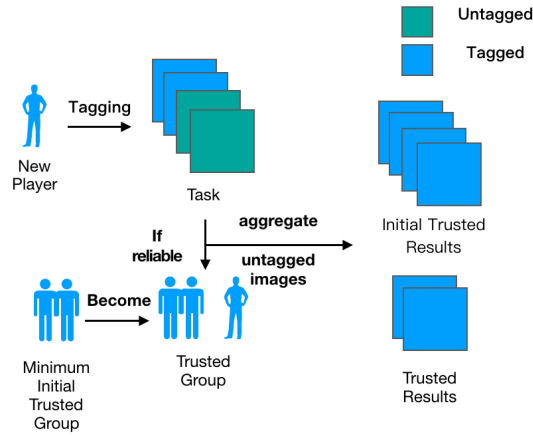 Untagged
Tagged
Tagging
New
Player
Task
Initial Trusted
Results
If
reliable
aggregate
untagged
images
Become
Minimum
Initial
Trusted
Group
Trusted
Group
Trusted
Results